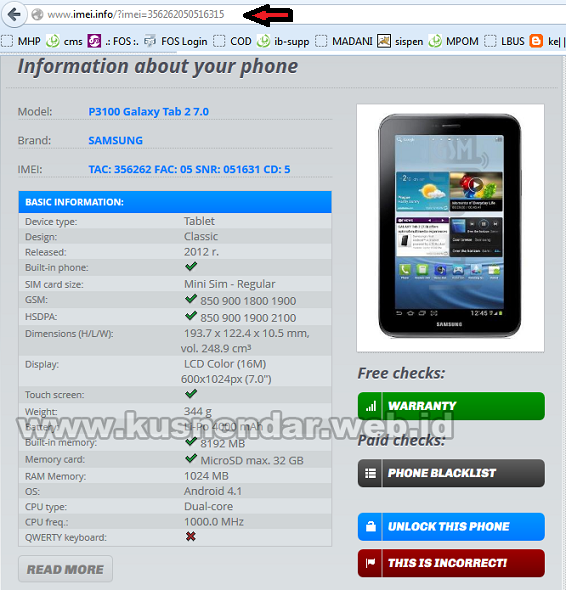 www.imei.info/?imei=356262050516315
MHP cms .: FOS :. FOS Login COD ib-supp MADANI sispen MPOM LBUS ke|
Information about your phone
Model: P3100 Galaxy Tab 2 7.0
Brand: SAMSUNG
IMEI: TAC: 356262 FAC: 05 SNR: 051631 CD: 5
BASIC INFORMATION:
Device type: Tablet
Design: Classic
Released: 2012 r.
Built-in phone:
SIM card size: Mini Sim - Regular
GSM: 850 900 1800 1900
HSDPA: 850 900 1900 2100
Dimensions (H/L/W): 193.7 x 122.4 x 10.5 mm,
vol. 248.9 cm³
Display: LCD Color (16M)
600x1024px (7.0")
Touch screen:
Weight: 344 g
Battery: Li-Po 4000 mAh
Built-in memory: 8192 MB
Memory card: MicroSD max. 32 GB
RAM Memory: 1024 MB
OS: Android 4.1
CPU type: Dual-core
CPU freq.: 1000.0 MHz
QWERTY keyboard:
READ MORE
www.kushendar.web.id
SAMSUNG
12:45
Free checks:
WARRANTY
Paid checks:
PHONE BLACKLIST
UNLOCK THIS PHONE
THIS IS INCORRECT!